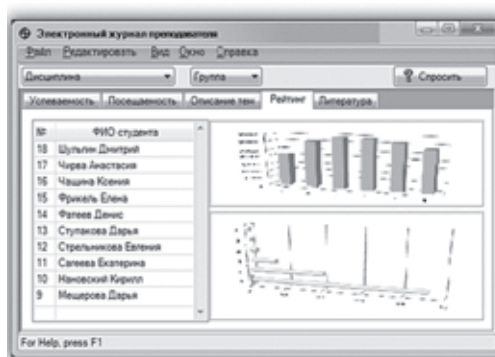 Электронный журнал преподавателя
Файл Редактировать Вид Окно Справка
Дисциплина Группа ? Спросить
Успеваемость Посещаемость Описание тем Рейтинг Литература
№ ФИО студента
18 Шульпин Дмитрий
17 Чирва Анастасия
16 Чащина Ксения
15 Фрикель Елена
14 Фатеев Денис
13 Ступакова Дарья
12 Стрельникова Евгения
11 Сагеева Екатерина
10 Нановский Кирилл
9 Мещерова Дарья
For Help, press F1